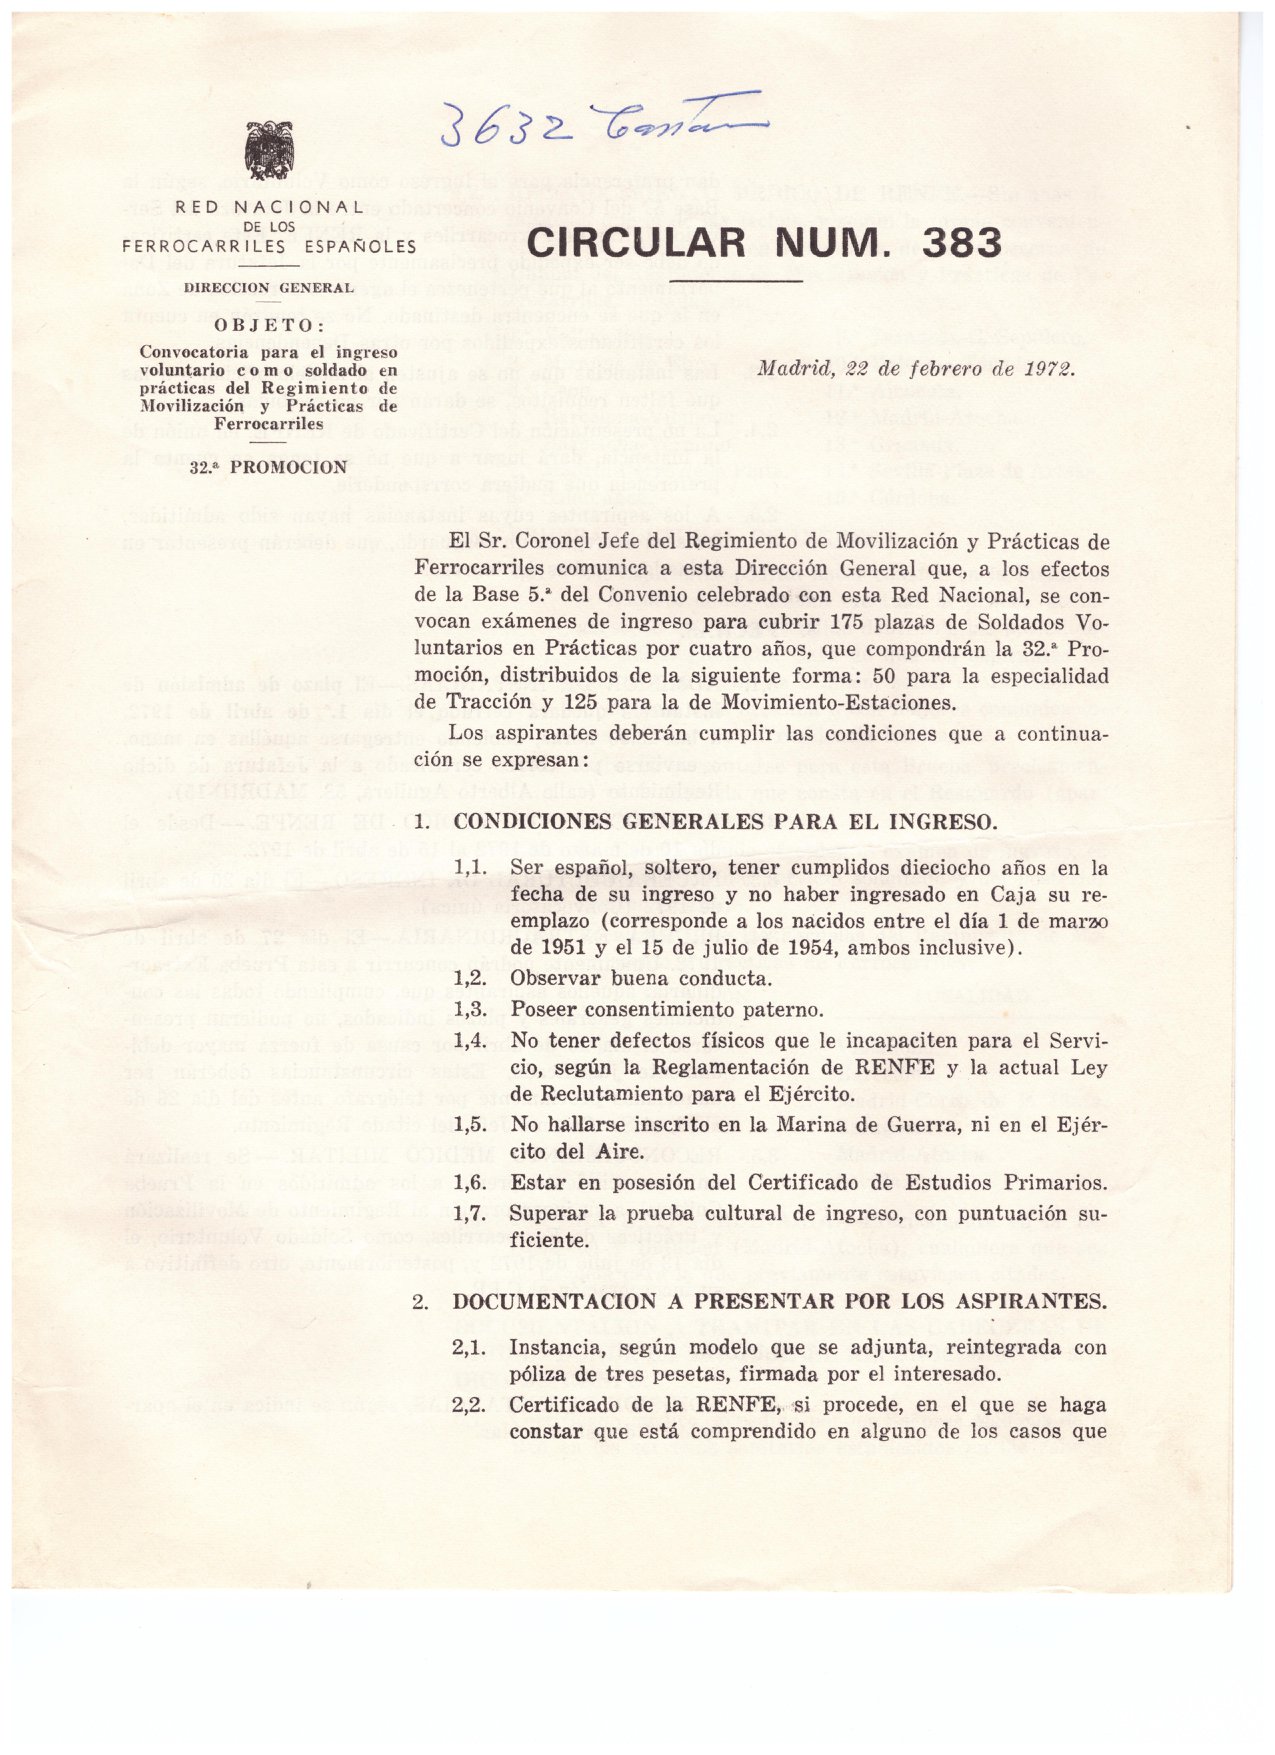 3632
RED NACIONAL
DE LOS
FERROCARRILES ESPAÑOLES
DIRECCION GENERAL
OBJETO:
Convocatoria para el ingreso
voluntario como soldado en
prácticas del Regimiento de
Movilización y Prácticas de
Ferrocarriles
32.ª PROMOCION
CIRCULAR NUM. 383
Madrid, 22 de febrero de 1972.
El Sr. Coronel Jefe del Regimiento de Movilización y Prácticas de
Ferrocarriles comunica a esta Dirección General que, a los efectos
de la Base 5.ª del Convenio celebrado con esta Red Nacional, se con-
vocan exámenes de ingreso para cubrir 175 plazas de Soldados Vo-
luntarios en Prácticas por cuatro años, que compondrán la 32.ª Pro-
moción, distribuidos de la siguiente forma: 50 para la especialidad
de Tracción y 125 para la de Movimiento-Estaciones.
Los aspirantes deberán cumplir las condiciones que a continua-
ción se expresan:
1. CONDICIONES GENERALES PARA EL INGRESO.
1,1. Ser español, soltero, tener cumplidos dieciocho años en la
fecha de su ingreso y no haber ingresado en Caja su re-
emplazo (corresponde a los nacidos entre el día 1 de marzo
de 1951 y el 15 de julio de 1954, ambos inclusive).
1,2. Observar buena conducta.
1,3. Poseer consentimiento paterno.
1,4. No tener defectos físicos que le incapaciten para el Servi-
cio, según la Reglamentación de RENFE y la actual Ley
de Reclutamiento para el Ejército.
1,5. No hallarse inscrito en la Marina de Guerra, ni en el Ejér-
cito del Aire.
1,6. Estar en posesión del Certificado de Estudios Primarios.
1,7. Superar la prueba cultural de ingreso, con puntuación su-
ficiente.
2. DOCUMENTACION A PRESENTAR POR LOS ASPIRANTES.
2,1. Instancia, según modelo que se adjunta, reintegrada con
póliza de tres pesetas, firmada por el interesado.
2,2. Certificado de la RENFE, si procede, en el que se haga
constar que está comprendido en alguno de los casos que